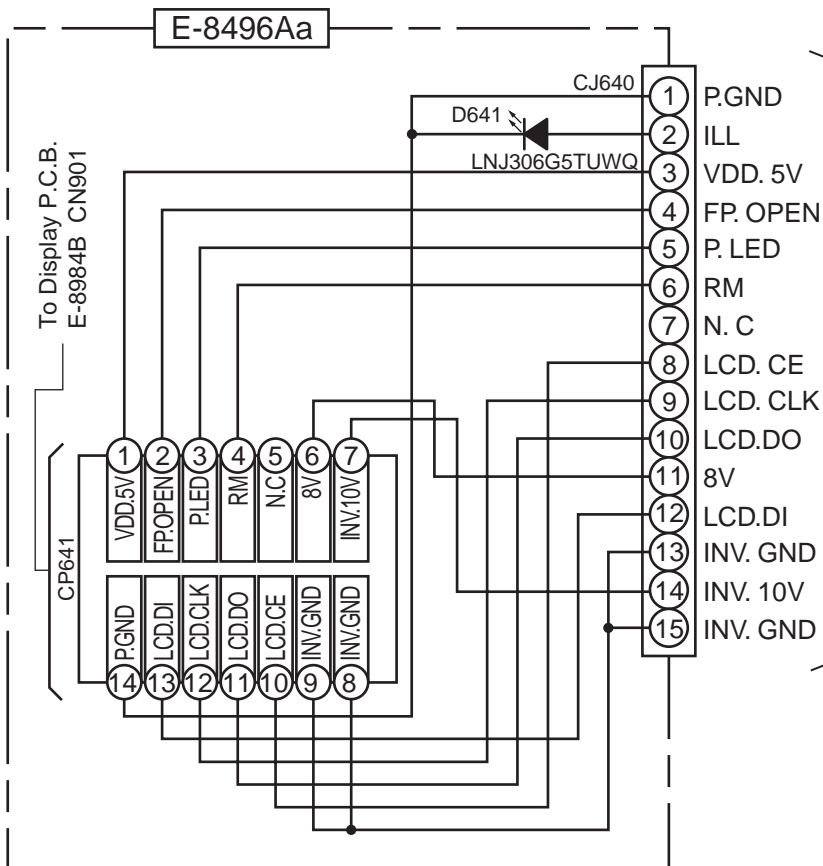 E-8496Aa
CJ640
D641
LNJ306G5TUWQ
To Display P.C.B.
E-8984B CN901
CP641
1 P.GND
2 ILL
3 VDD. 5V
4 FP. OPEN
5 P. LED
6 RM
7 N. C
8 LCD. CE
9 LCD. CLK
10 LCD.DO
11 8V
12 LCD.DI
13 INV. GND
14 INV. 10V
15 INV. GND
1 2 3 4 5 6 7
VDD.5V
FP.OPEN
P.LED
RM
N.C
8V
INV.10V
P.GND
LCD.DI
LCD.CLK
LCD.DO
LCD.CE
INV.GND
INV.GND
14 13 12 11 10 9 8